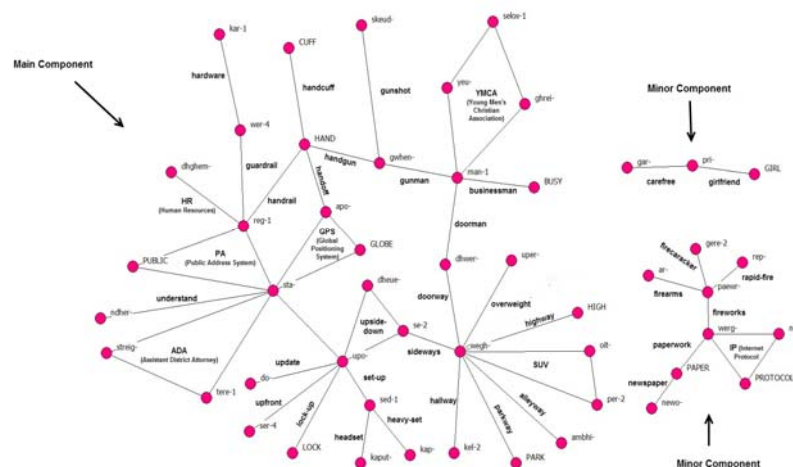 kar-1
skeud-
selov-1
CUFF
Main Component
hardware
handcuff
gunshot
yeu-
YMCA
(Young Men's
Christian
Association)
ghrei-
Minor Component
wer-4
HAND
handgun
gwhen-
gunman
man-1
businessman
BUSY
gar-
carefree
pri-
girlfriend
GIRL
dhghem-
guardrail
handrail
handoff
HR
(Human Resources)
reg-1
apo-
GPS
(Global
Positioning
System)
doorman
PUBLIC
PA
(Public Address System)
GLOBE
dhwer-
uper-
gere-2
firecaracker
rep-
rapid-fire
ar-
firearms
paewr-
sta-
dheue-
doorway
overweight
HIGH
highway
fireworks
understand
ndher-
upside-
down
se-2
sideways
wegh-
oit-
werg-
paperwork
IP (Internet
Protocol
streig-
ADA
(Assistant District Attorney)
upo-
update
do-
set-up
SUV
PAPER
PROTOCOL
newspaper
newo-
tere-1
upfront
ser-4
lock-up
LOCK
sed-1
heavy-set
headset
kaput-
kap-
hallway
kel-2
parkway
PARK
alleyway
ambhi-
per-2
Minor Component